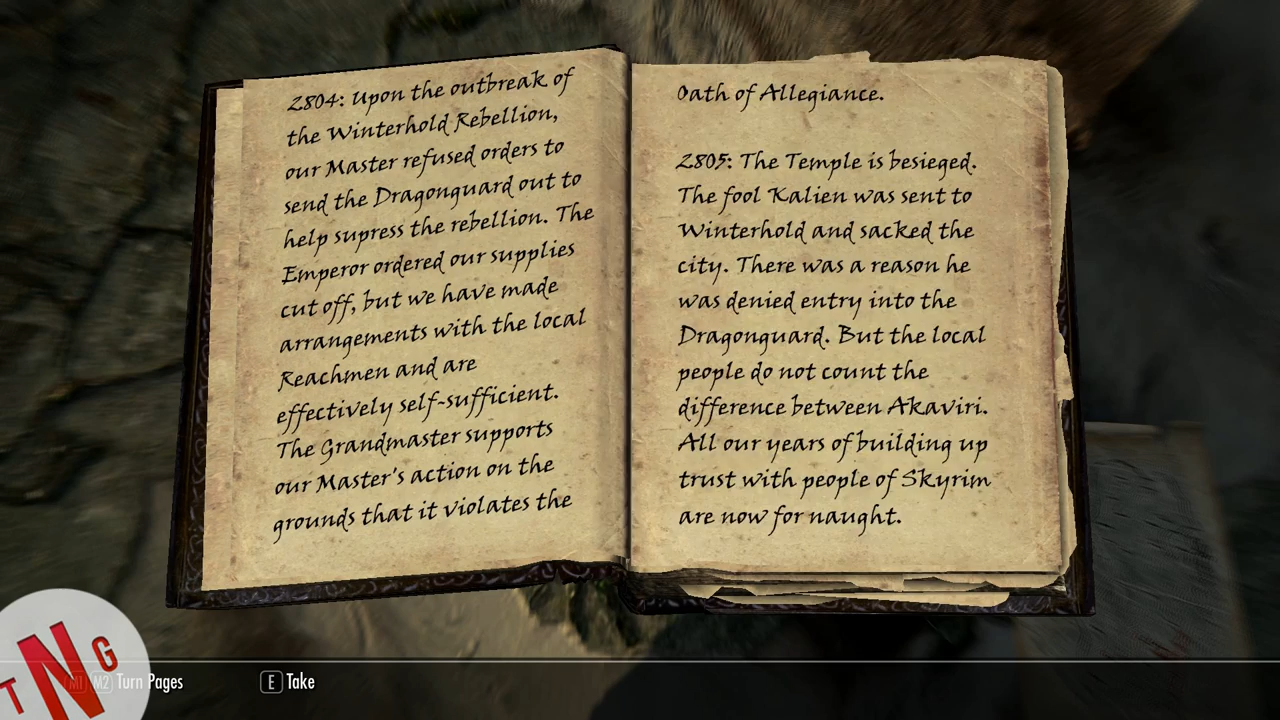 2804: Upon the outbreak of
the Winterhold Rebellion,
our Master refused orders to
send the Dragonguard out to
help supress the rebellion. The
Emperor ordered our supplies
cut off, but we have made
arrangements with the local
Reachmen and are
effectively self-sufficient.
The Grandmaster supports
our Master's action on the
grounds that it violates the
Oath of Allegiance.
2805: The Temple is besieged.
The fool Kalien was sent to
Winterhold and sacked the
city. There was a reason he
was denied entry into the
Dragonguard. But the local
people do not count the
difference between Akaviri.
All our years of building up
trust with people of Skyrim
are now for naught.
TNG
M1 M2 Turn Pages
E Take